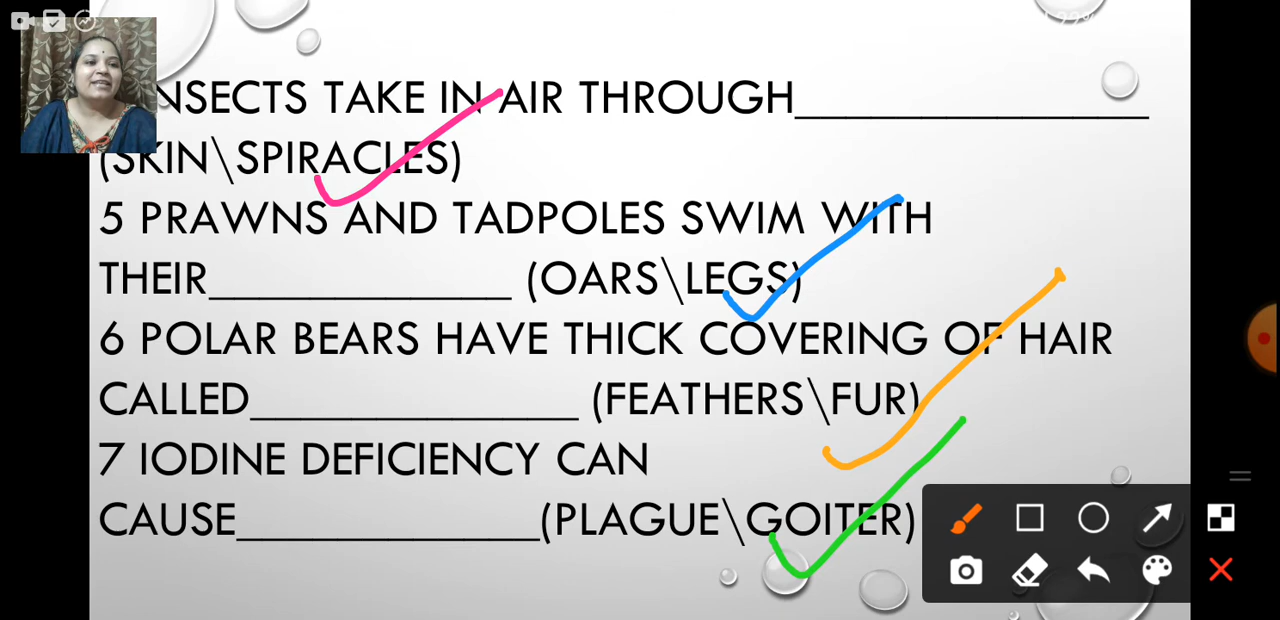 NSECTS TAKE IN AIR THROUGH______________
(SKIN\SPIRACLES)
5 PRAWNS AND TADPOLES SWIM WITH
THEIR____________ (OARS\LEGS)
6 POLAR BEARS HAVE THICK COVERING OF HAIR
CALLED_____________ (FEATHERS\FUR)
7 IODINE DEFICIENCY CAN
CAUSE____________(PLAGUE\GOITER)